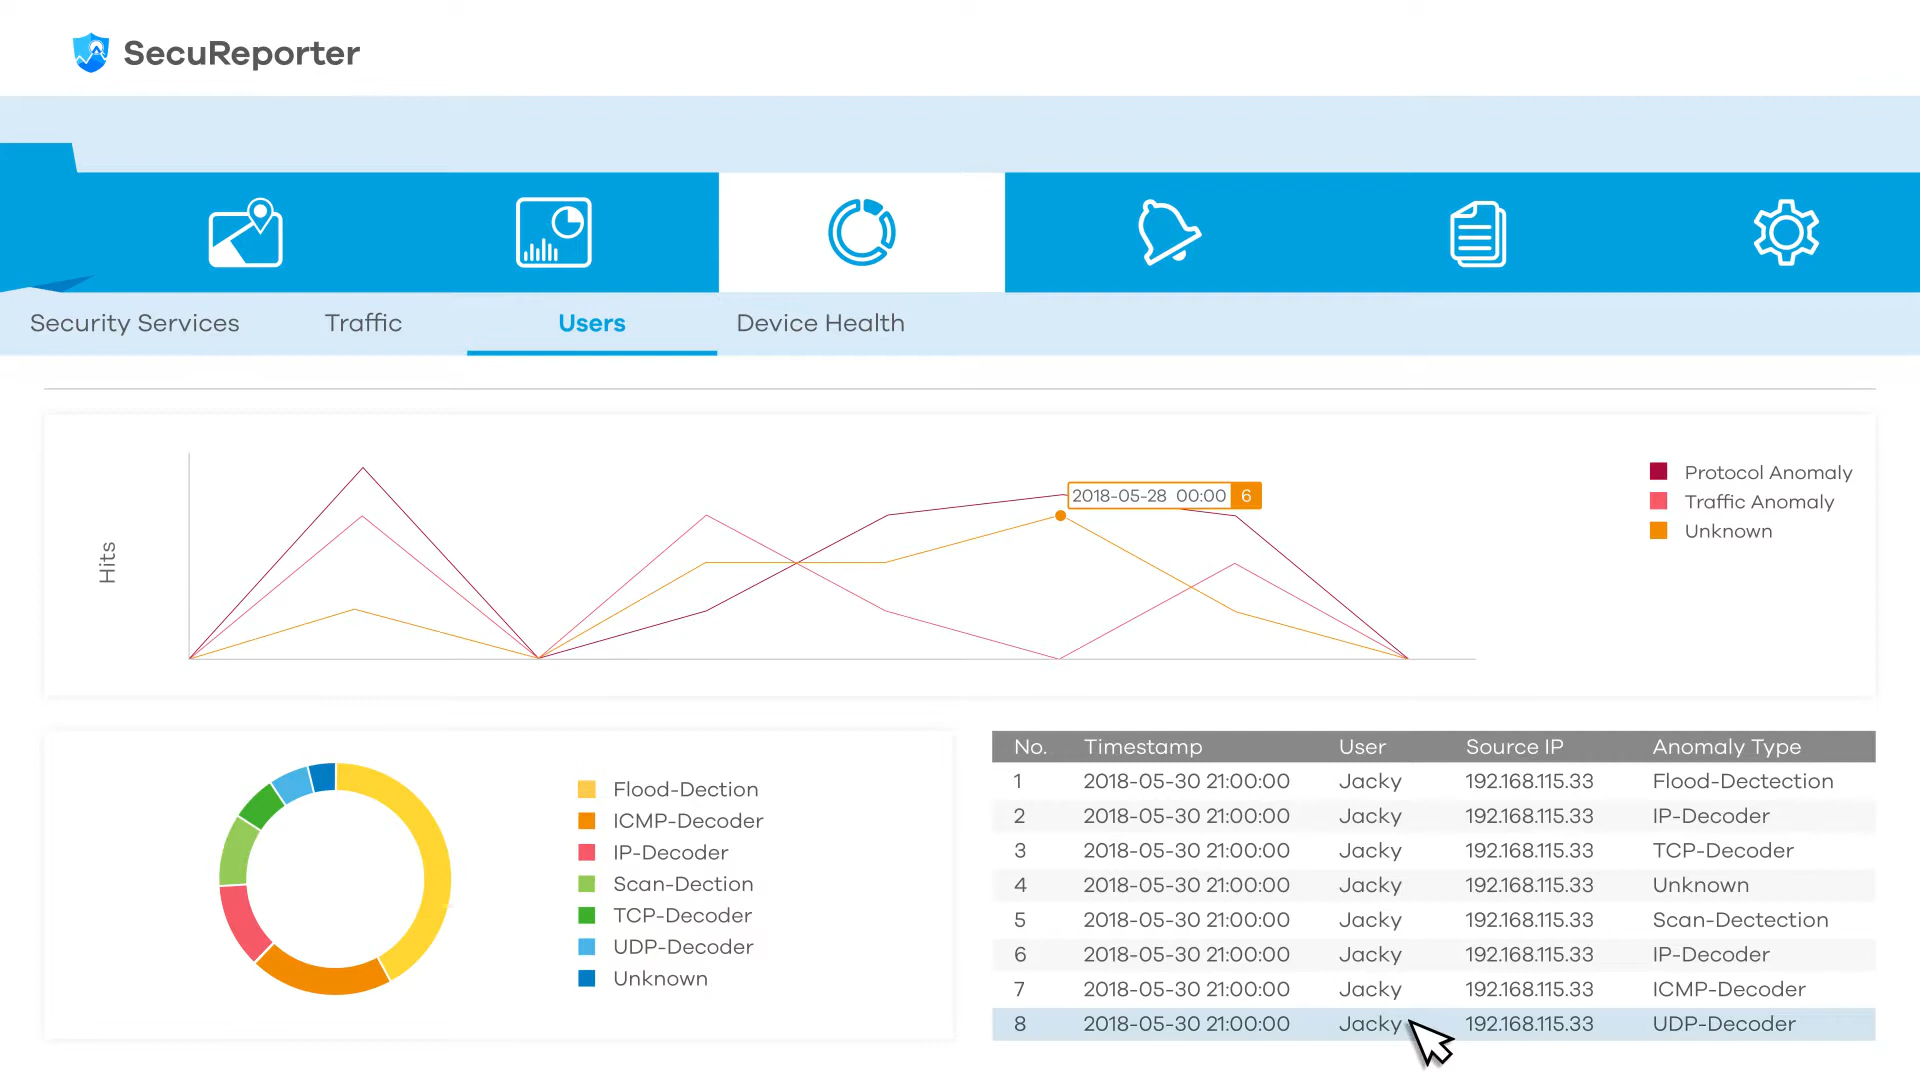 SecuReporter
Security Services Traffic Users Device Health
Hits
2018-05-28 00:00 6
Protocol Anomaly
Traffic Anomaly
Unknown
Flood-Dection
ICMP-Decoder
IP-Decoder
Scan-Dection
TCP-Decoder
UDP-Decoder
Unknown
No. Timestamp User Source IP Anomaly Type
1 2018-05-30 21:00:00 Jacky 192.168.115.33 Flood-Dectection
2 2018-05-30 21:00:00 Jacky 192.168.115.33 IP-Decoder
3 2018-05-30 21:00:00 Jacky 192.168.115.33 TCP-Decoder
4 2018-05-30 21:00:00 Jacky 192.168.115.33 Unknown
5 2018-05-30 21:00:00 Jacky 192.168.115.33 Scan-Dectection
6 2018-05-30 21:00:00 Jacky 192.168.115.33 IP-Decoder
7 2018-05-30 21:00:00 Jacky 192.168.115.33 ICMP-Decoder
8 2018-05-30 21:00:00 Jacky 192.168.115.33 UDP-Decoder